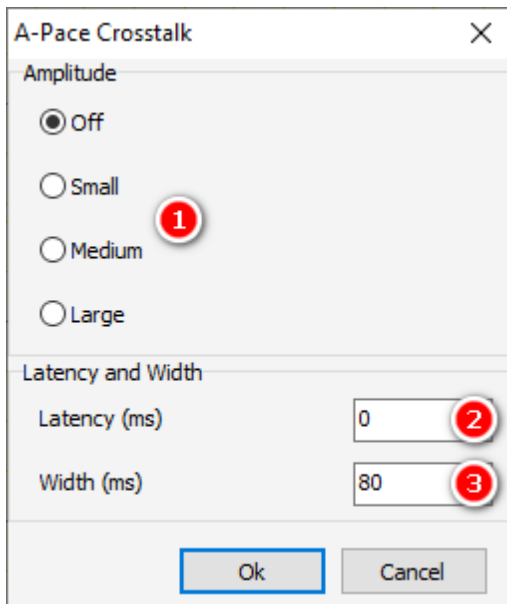 A-Pace Crosstalk
Amplitude
Off
Small
1
Medium
Large
Latency and Width
Latency (ms) 0 2
Width (ms) 80 3
Ok Cancel